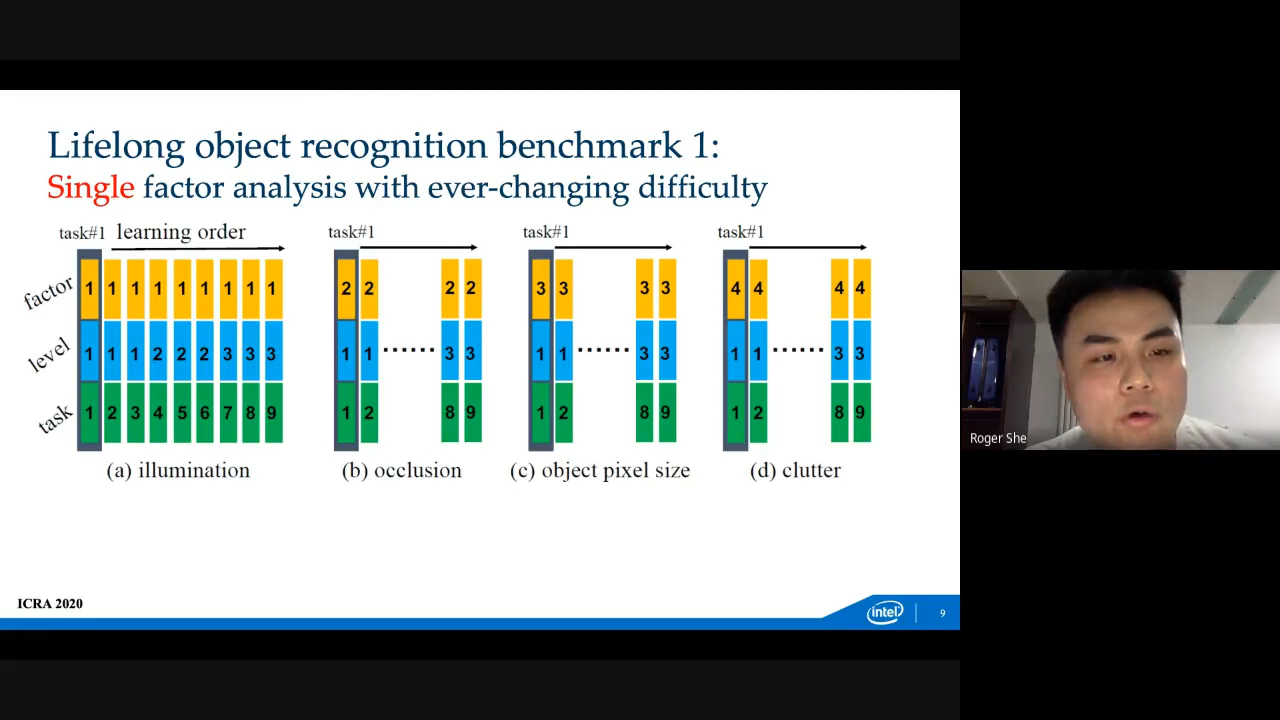 Lifelong object recognition benchmark 1:
Single factor analysis with ever-changing difficulty
task#1 learning order
task#1
task#1
task#1
factor 1 1 1 1 1 1 1 1 1
2 2 2 2
3 3 3 3
4 4 4 4
level 1 1 1 2 2 2 3 3 3
1 1 ...... 3 3
1 1 ...... 3 3
1 1 ...... 3 3
task 1 2 3 4 5 6 7 8 9
1 2 8 9
1 2 8 9
1 2 8 9
(a) illumination
(b) occlusion
(c) object pixel size
(d) clutter
ICRA 2020
intel
9
Roger She